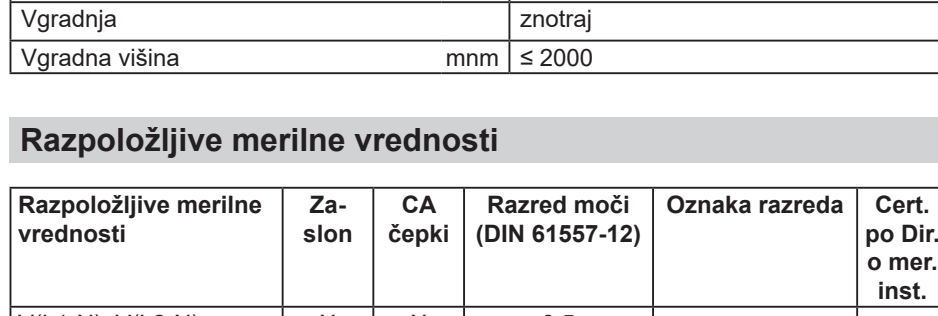 Vgradnja znotraj
Vgradna višina mnm ≤ 2000
Razpoložljive merilne vrednosti
Razpoložljive merilne vrednosti Za- slon CA čepki Razred moči (DIN 61557-12) Oznaka razreda Cert. po Dir. o mer. inst.